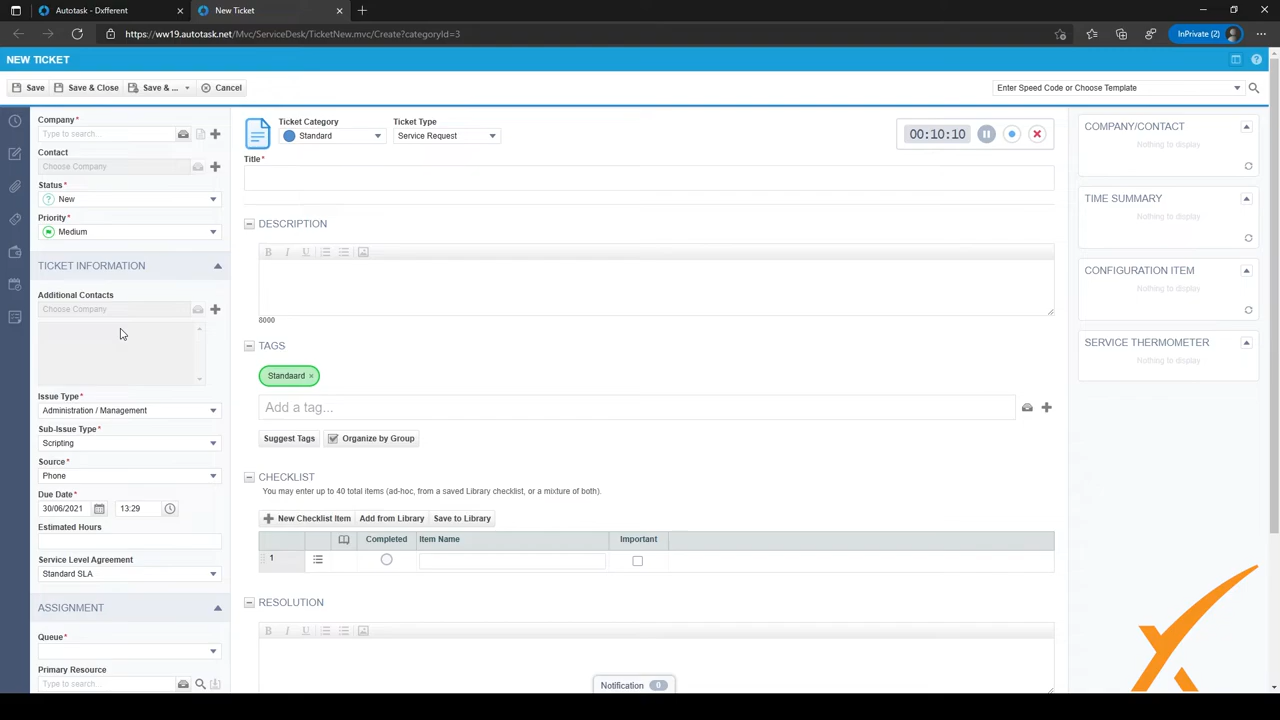 Autotask - Dxfferent
New Ticket
https://ww19.autotask.net/Mvc/ServiceDesk/TicketNew.mvc/Create?categoryId=3
InPrivate (2)
NEW TICKET
Save
Save & Close
Save & ...
Cancel
Enter Speed Code or Choose Template
Company*
Type to search...
Contact
Choose Company
Status*
New
Priority*
Medium
TICKET INFORMATION
Additional Contacts
Choose Company
Issue Type*
Administration / Management
Sub-Issue Type*
Scripting
Source*
Phone
Due Date*
30/06/2021
13:29
Estimated Hours
Service Level Agreement
Standard SLA
ASSIGNMENT
Queue*
Primary Resource
Type to search...
Ticket Category
Standard
Ticket Type
Service Request
00:10:10
Title*
DESCRIPTION
B I U
8000
TAGS
Standaard ×
Add a tag...
Suggest Tags
Organize by Group
CHECKLIST
You may enter up to 40 total items (ad-hoc, from a saved Library checklist, or a mixture of both).
New Checklist Item
Add from Library
Save to Library
Completed
Item Name
Important
1
RESOLUTION
B I U
Notification 0
COMPANY/CONTACT
Nothing to display
TIME SUMMARY
Nothing to display
CONFIGURATION ITEM
Nothing to display
SERVICE THERMOMETER
Nothing to display